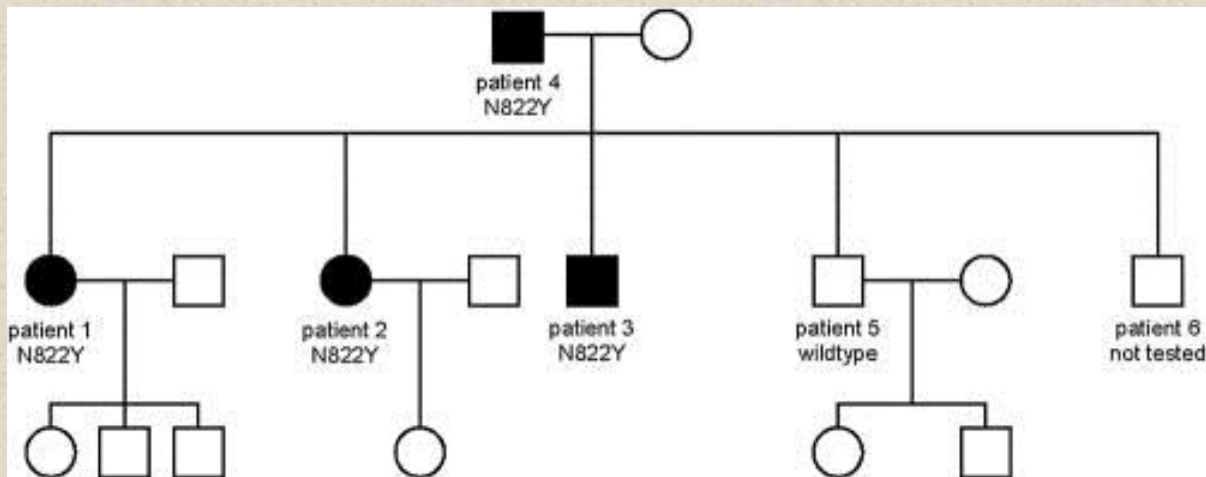 patient 4
N822Y
patient 1
N822Y
patient 2
N822Y
patient 3
N822Y
patient 5
wildtype
patient 6
not tested